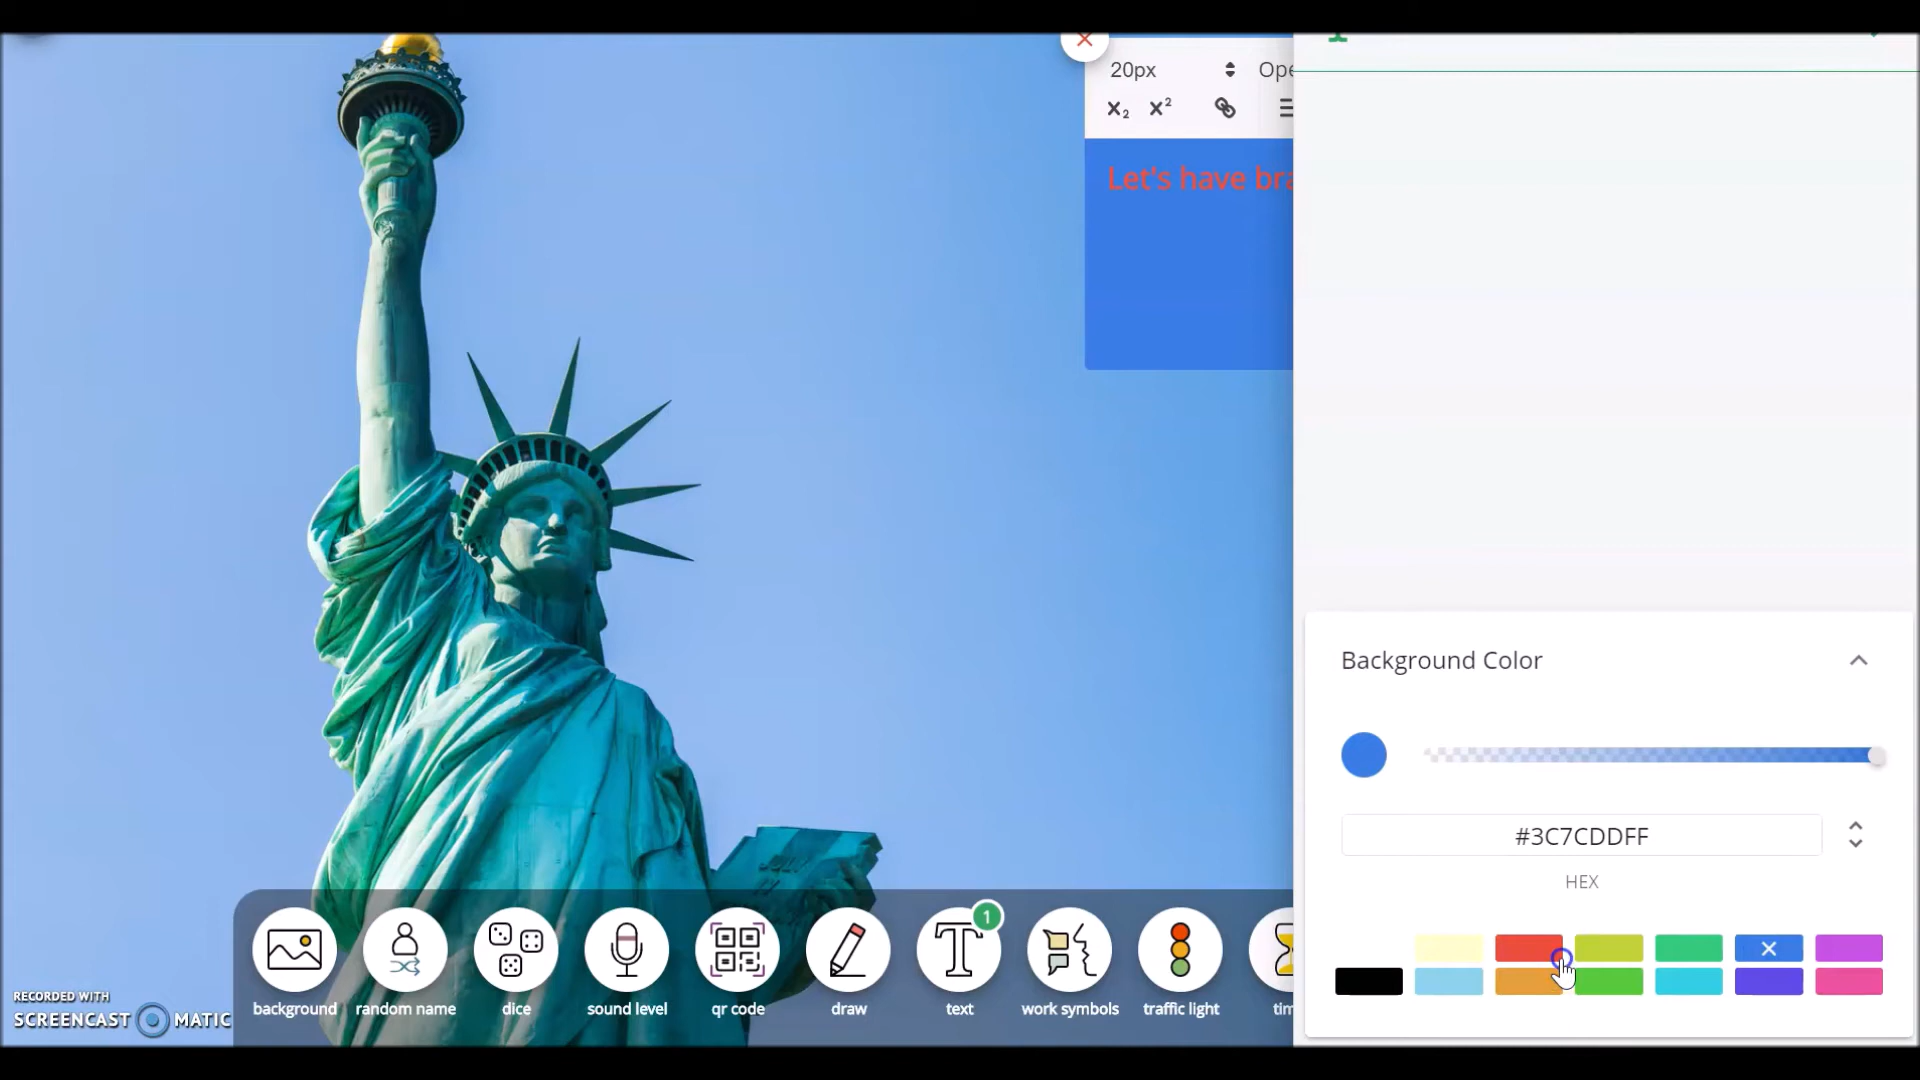 20px
Ope
X₂ X²
Let's have bra
Background Color
#3C7CDDFF
HEX
1
background random name dice sound level qr code draw text work symbols traffic light tim
RECORDED WITH
SCREENCAST MATIC